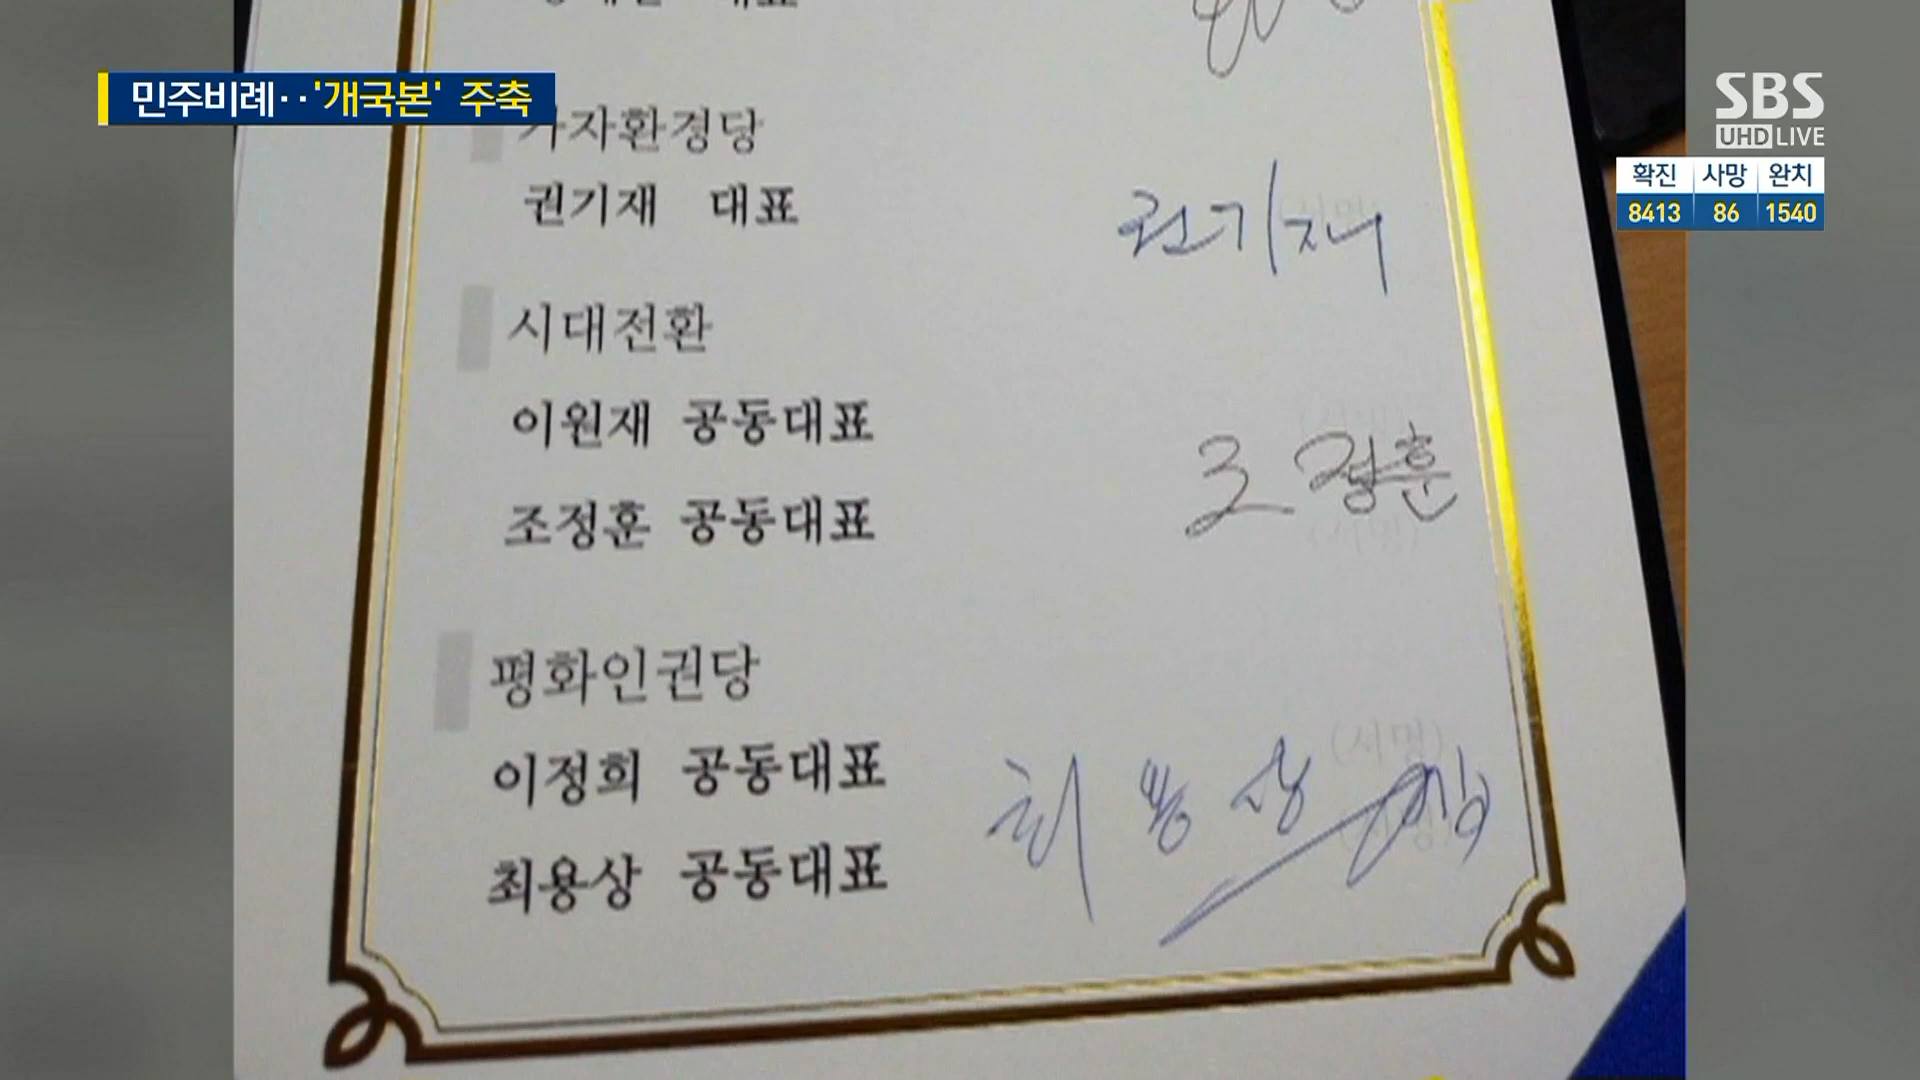 민주비례‥'개국본' 주축
SBS
UHD LIVE
확진 사망 완치
8413 86 1540
대표
가자환경당
권기재 대표
권기재
시대전환
이원재 공동대표
조정훈
조정훈 공동대표
평화인권당
(서명)
이정희 공동대표
최용상
최용상 공동대표